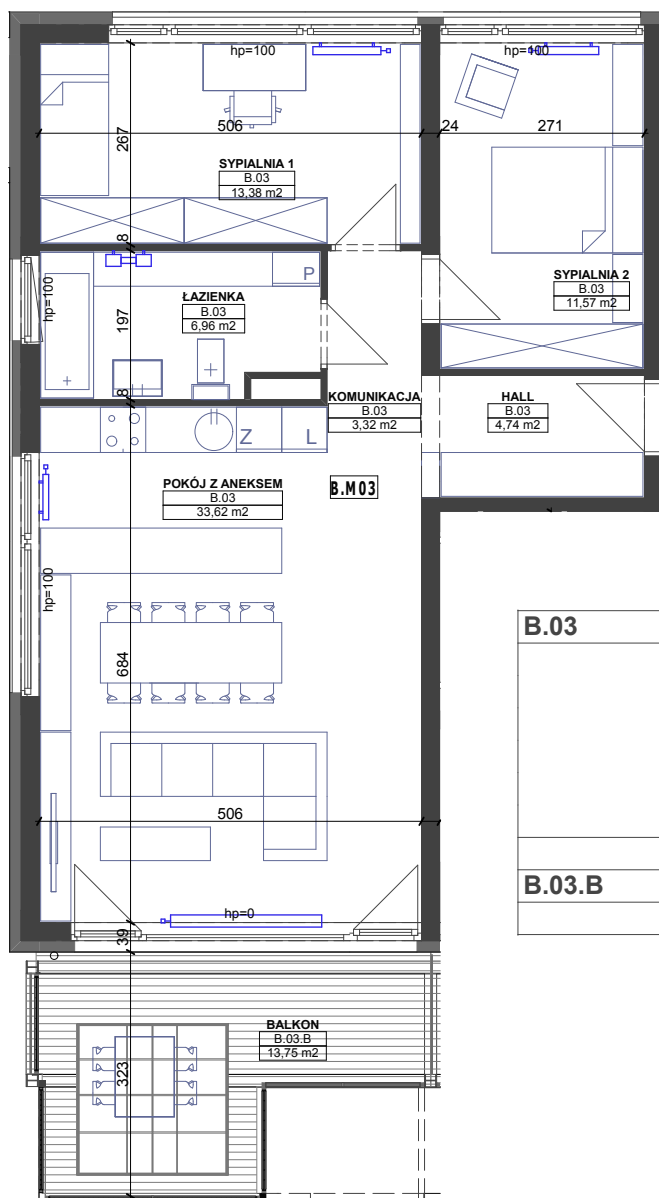 hp=100
hp=100
506
24
271
267
SYPIALNIA 1
B.03
13,38 m2
8
SYPIALNIA 2
B.03
11,57 m2
hp=100
P
ŁAZIENKA
B.03
6,96 m2
197
8
KOMUNIKACJA
B.03
3,32 m2
HALL
B.03
4,74 m2
Z
L
POKÓJ Z ANEKSEM
B.03
33,62 m2
B.M03
hp=100
684
B.03
506
B.03.B
hp=0
39
BALKON
B.03.B
13,75 m2
323